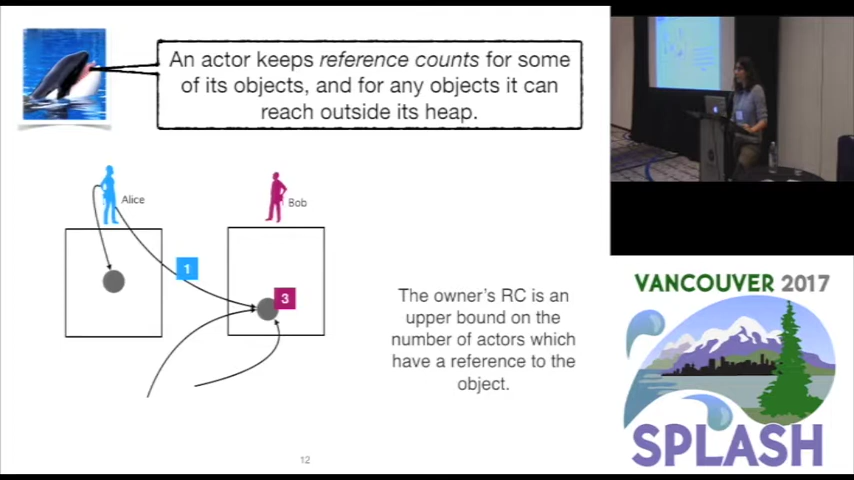 An actor keeps reference counts for some
of its objects, and for any objects it can
reach outside its heap.
Alice
Bob
1
3
The owner's RC is an
upper bound on the
number of actors which
have a reference to the
object.
12
VANCOUVER 2017
SPLASH